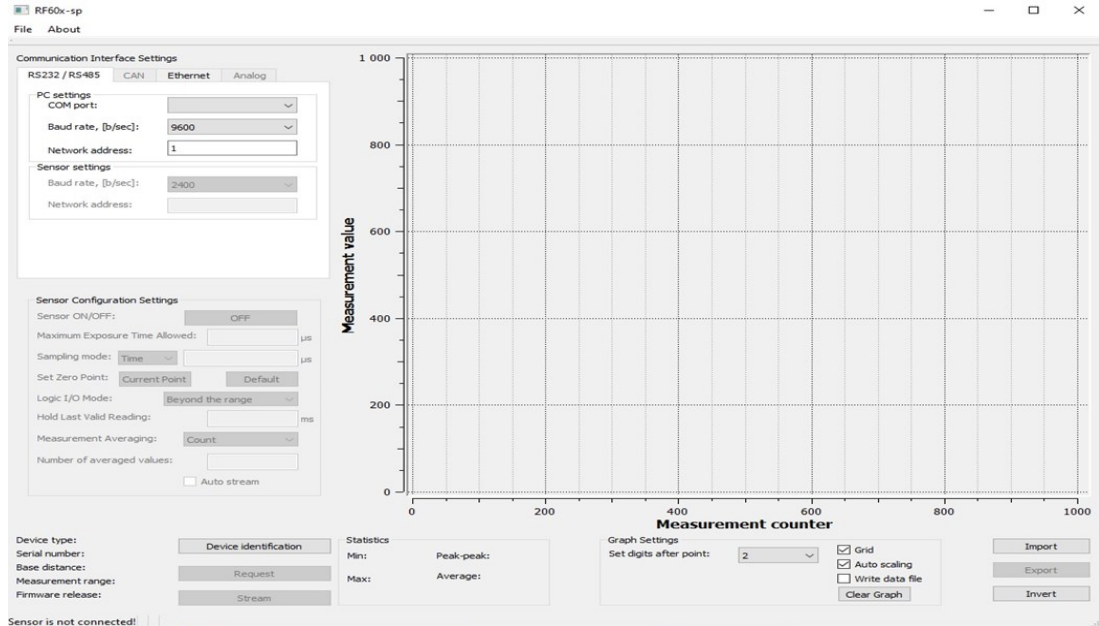 RF60x-sp
File About
Communication Interface Settings
RS232 / RS485 CAN Ethernet Analog
PC settings
COM port:
Baud rate, [b/sec]: 9600
Network address: 1
Sensor settings
Baud rate, [b/sec]: 2400
Network address:
Sensor Configuration Settings
Sensor ON/OFF: OFF
Maximum Exposure Time Allowed: µs
Sampling mode: Time µs
Set Zero Point: Current Point Default
Logic I/O Mode: Beyond the range
Hold Last Valid Reading: ms
Measurement Averaging: Count
Number of averaged values:
Auto stream
Measurement value
1 000
800
600
400
200
0
0 200 400 600 800 1000
Measurement counter
Device type:
Serial number:
Base distance:
Measurement range:
Firmware release:
Device identification
Request
Stream
Statistics
Min: Peak-peak:
Max: Average:
Graph Settings
Set digits after point: 2
Grid
Auto scaling
Write data file
Clear Graph
Import
Export
Invert
Sensor is not connected!